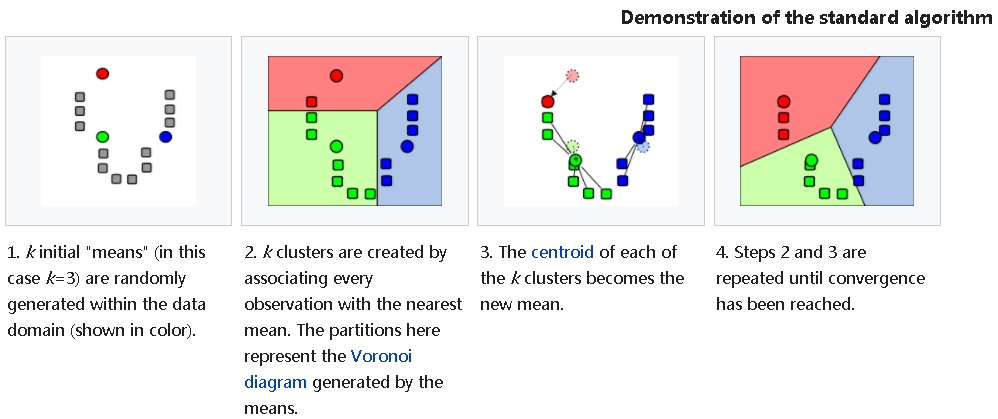 Demonstration of the standard algorithm
1. k initial "means" (in this
case k=3) are randomly
generated within the data
domain (shown in color).
2. k clusters are created by
associating every
observation with the nearest
mean. The partitions here
represent the Voronoi
diagram generated by the
means.
3. The centroid of each of
the k clusters becomes the
new mean.
4. Steps 2 and 3 are
repeated until convergence
has been reached.